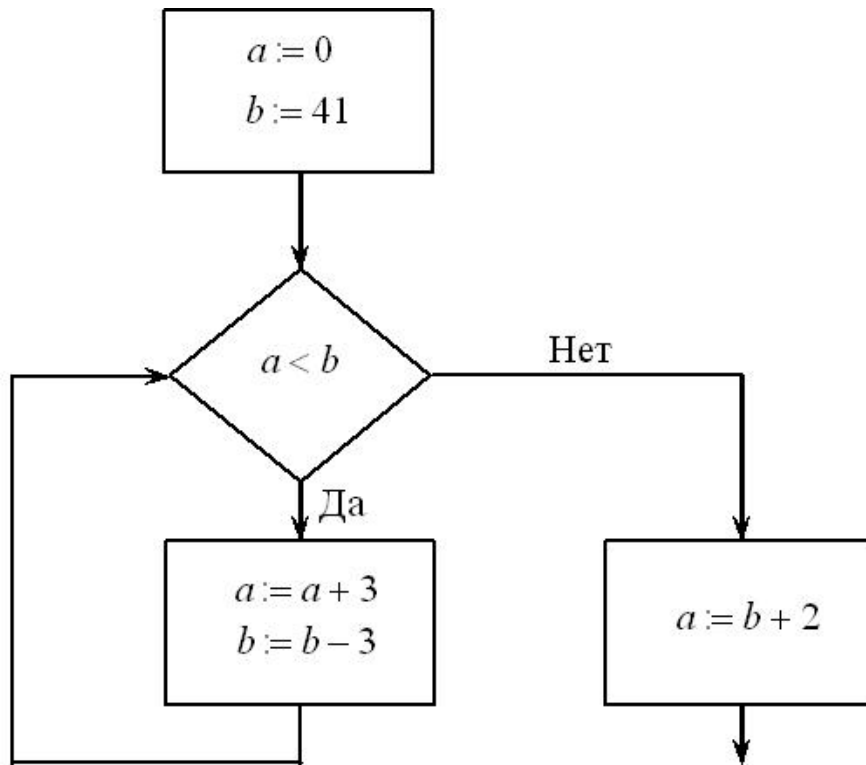 a := 0
b := 41
a < b
Нет
Да
a := a + 3
b := b − 3
a := b + 2